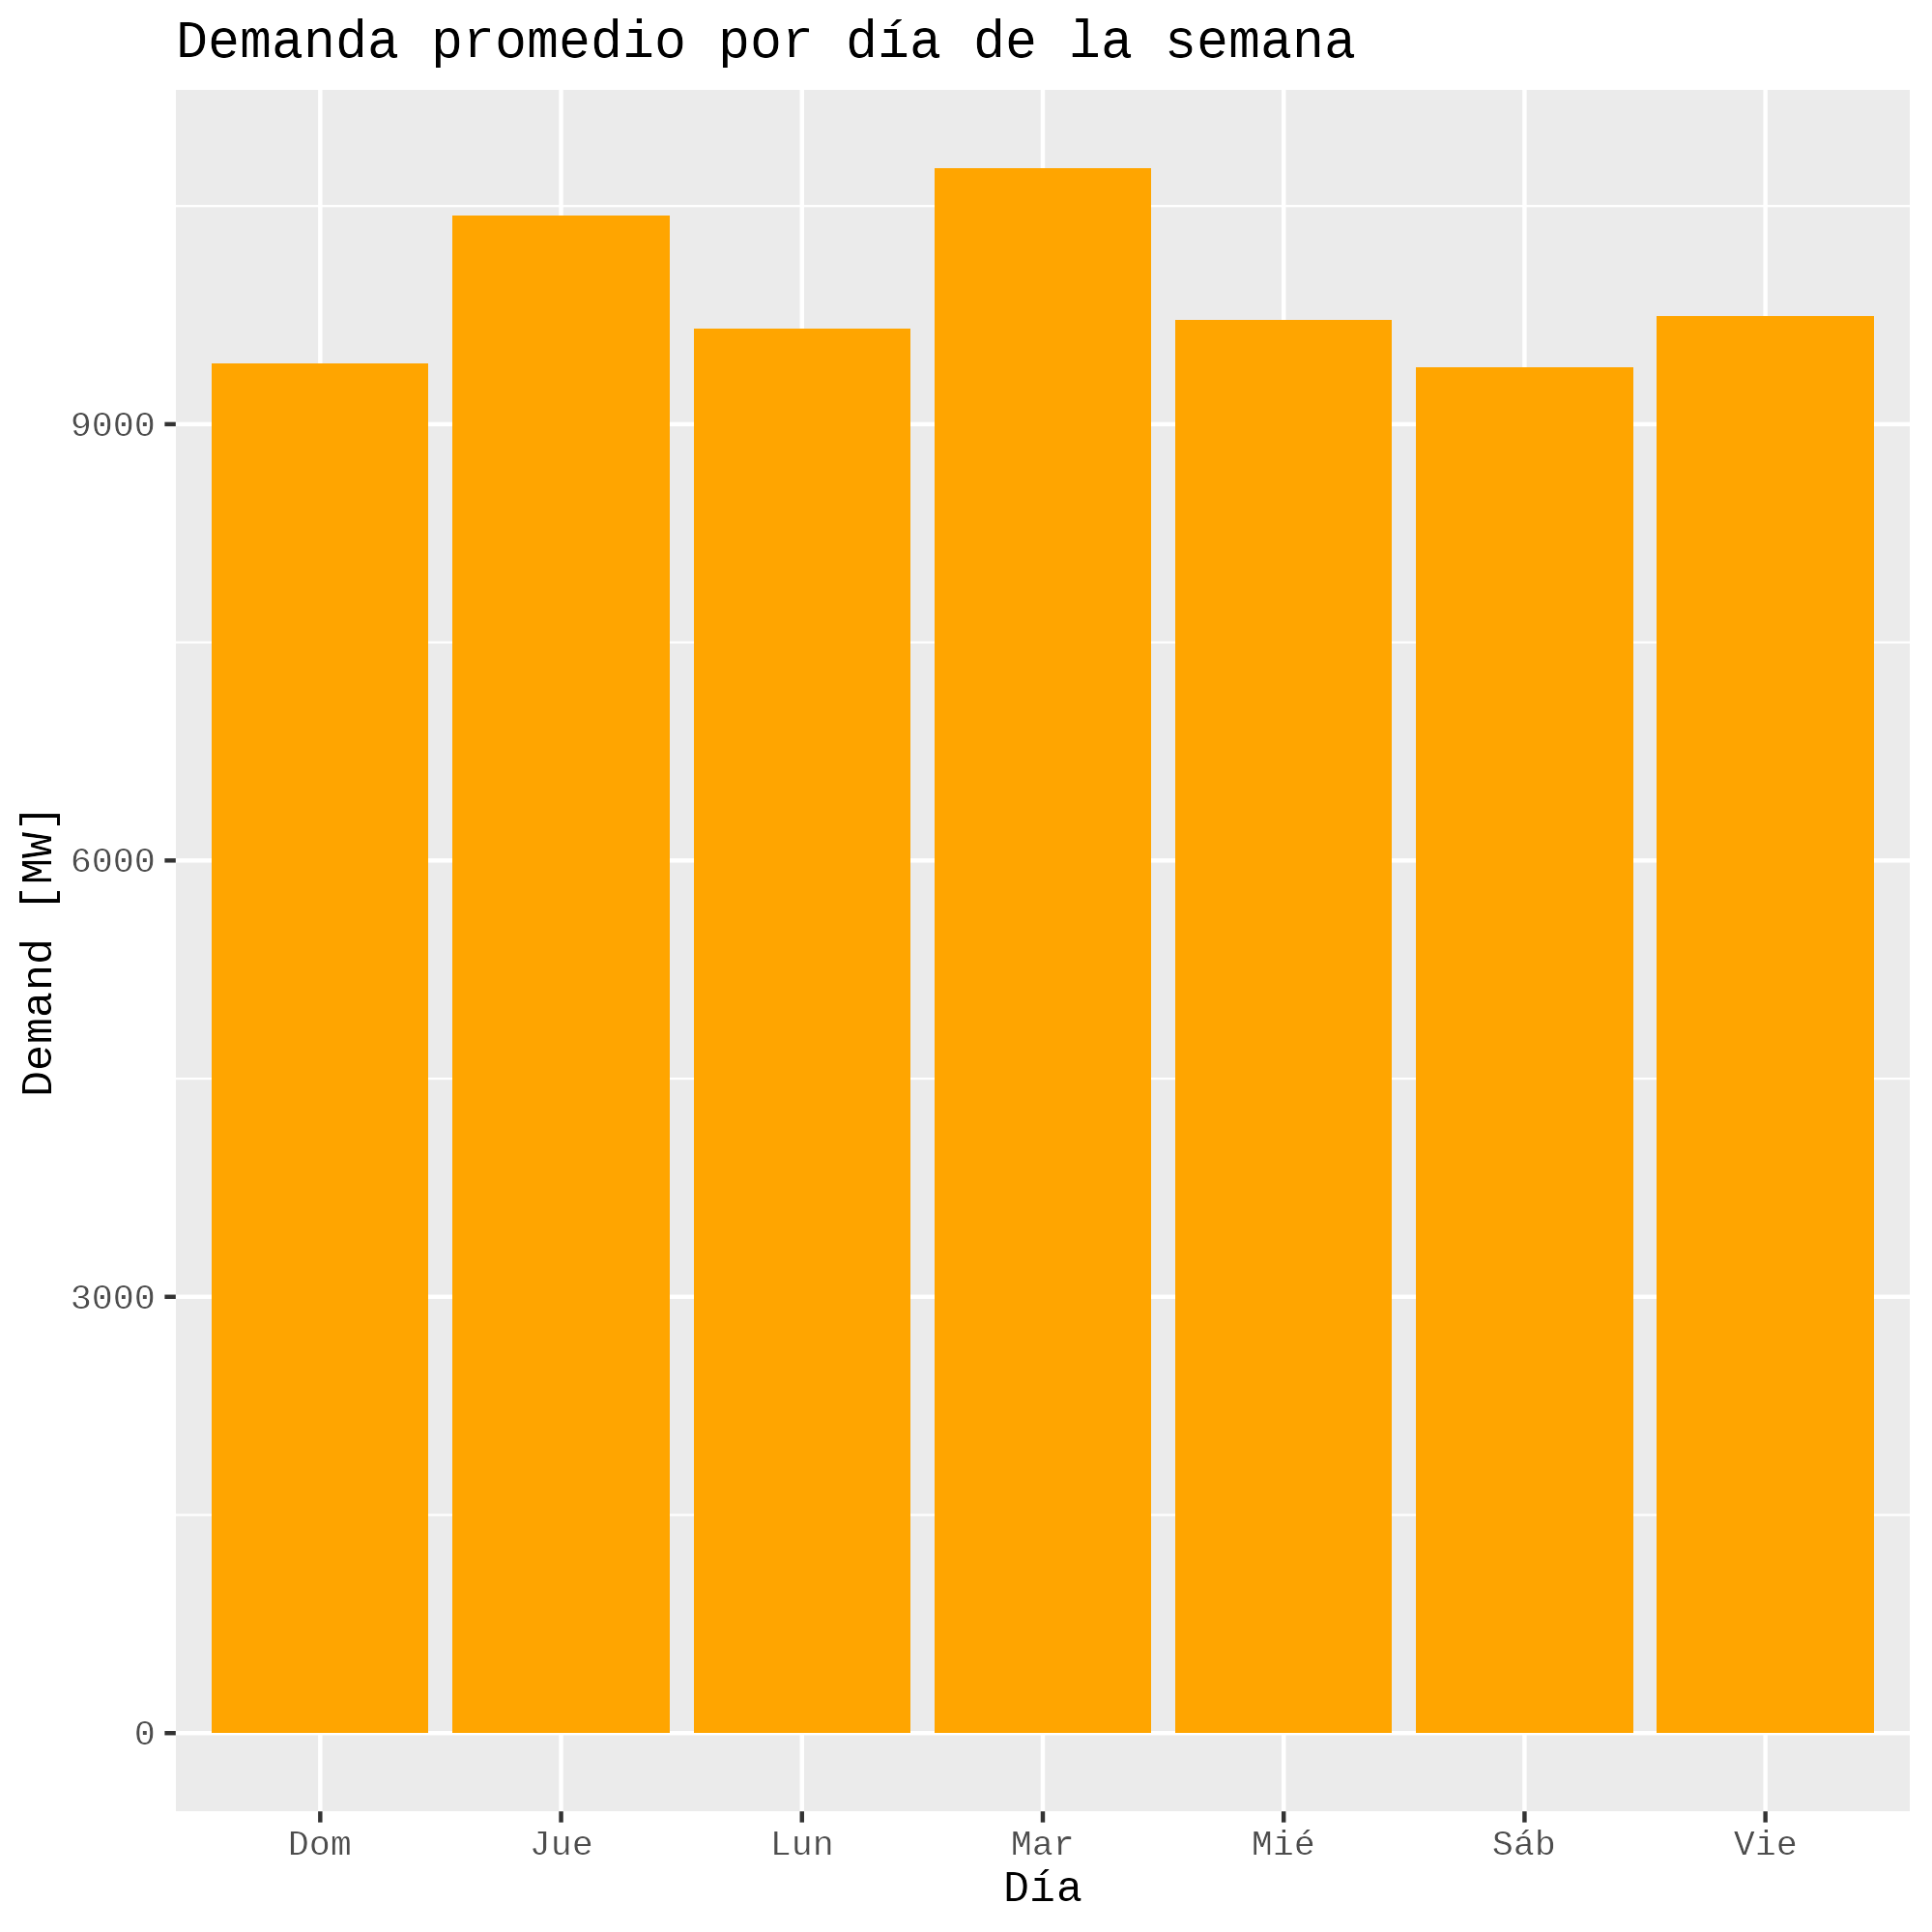 Demanda promedio por día de la semana
Demand [MW]
9000
6000
3000
0
Dom Jue Lun Mar Mié Sáb Vie
Día